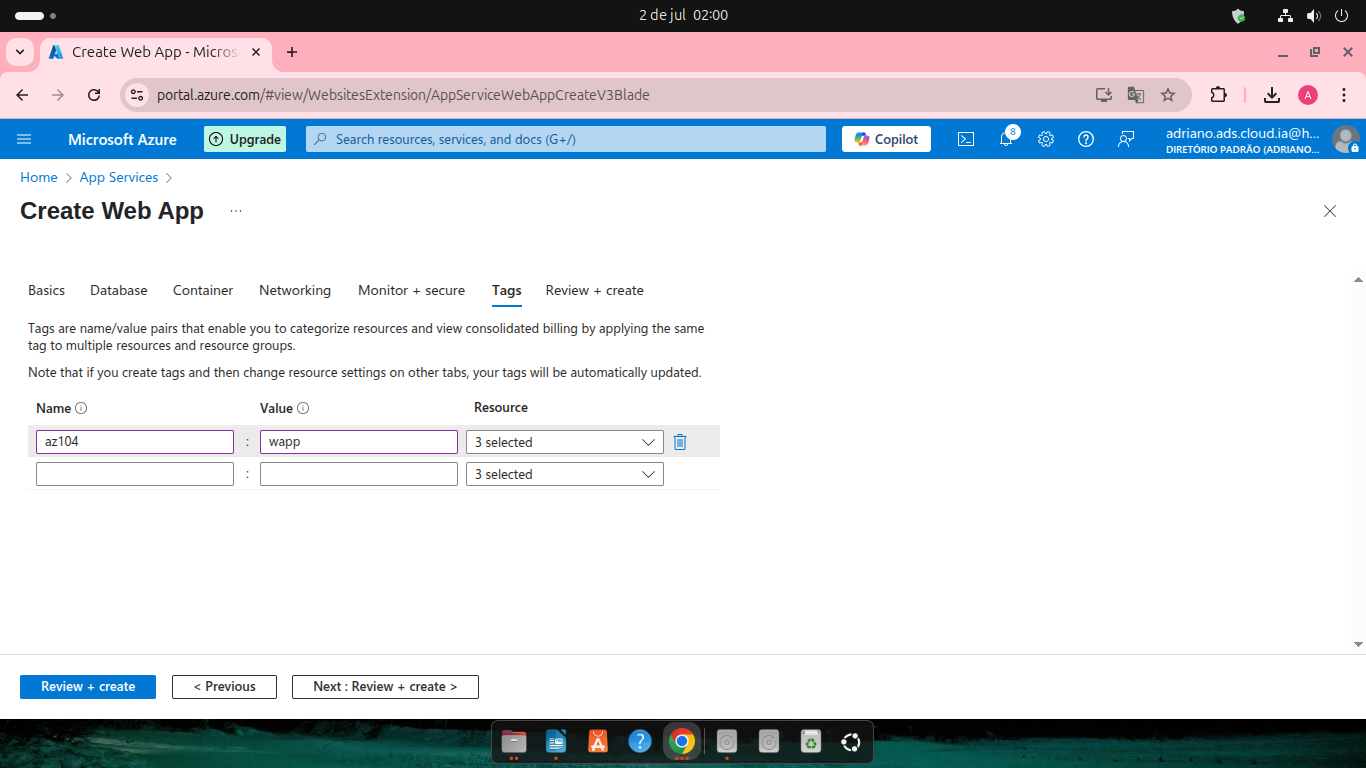 2 de jul 02:00
Create Web App - Micros
portal.azure.com/#view/WebsitesExtension/AppServiceWebAppCreateV3Blade
A
Microsoft Azure
Upgrade
Search resources, services, and docs (G+/)
Copilot
8
adriano.ads.cloud.ia@h...
DIRETÓRIO PADRÃO (ADRIANO...
Home > App Services >
Create Web App ...
Basics Database Container Networking Monitor + secure Tags Review + create
Tags are name/value pairs that enable you to categorize resources and view consolidated billing by applying the same
tag to multiple resources and resource groups.
Note that if you create tags and then change resource settings on other tabs, your tags will be automatically updated.
Name Value Resource
az104 : wapp 3 selected
: 3 selected
Review + create < Previous Next : Review + create >